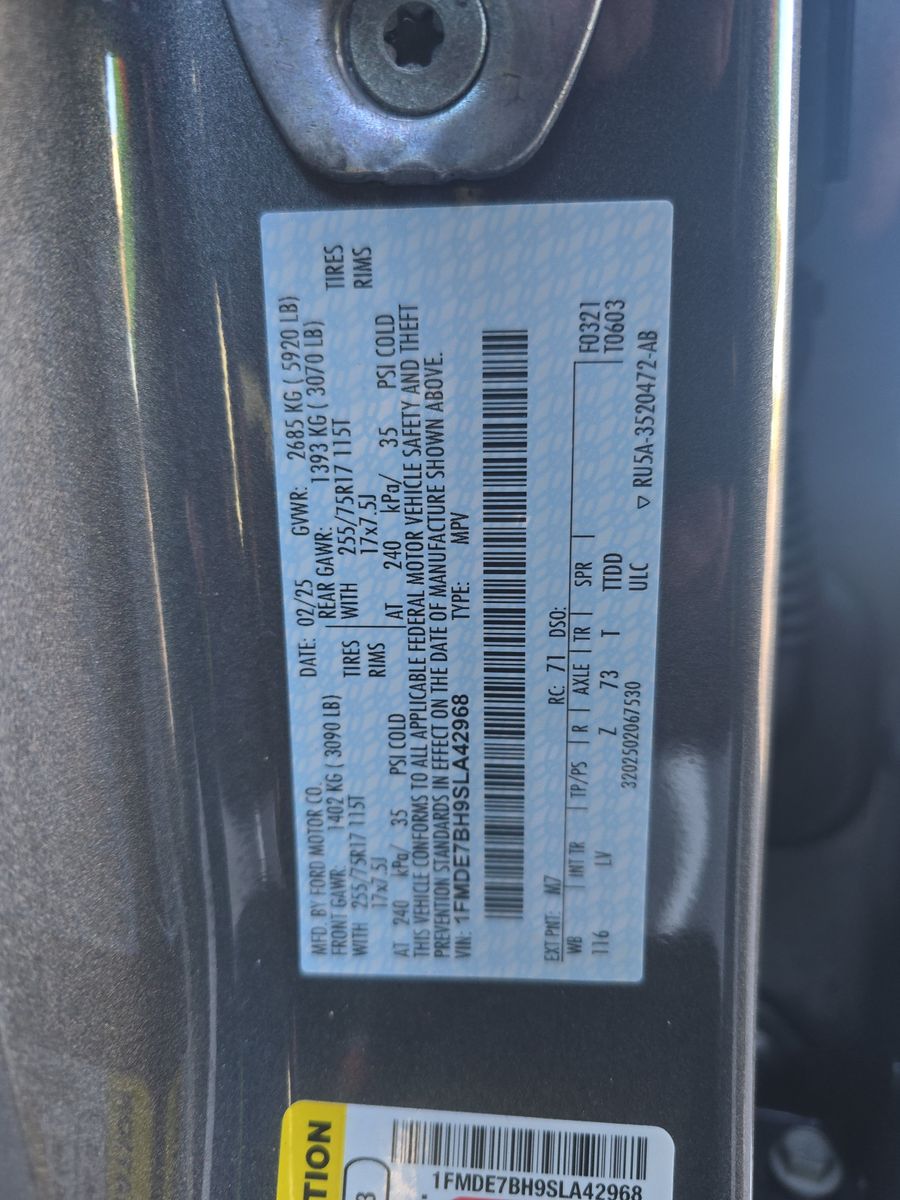 MFD. BY FORD MOTOR CO. DATE: 02/25 GVWR: 2685 KG ( 5920 LB)
FRONT GAWR: 1402 KG ( 3090 LB) REAR GAWR: 1393 KG ( 3070 LB)
WITH 255/75R17 115T TIRES WITH 255/75R17 115T TIRES
17x7.5J RIMS 17x7.5J RIMS
AT 240 kPa/ 35 PSI COLD AT 240 kPa/ 35 PSI COLD
THIS VEHICLE CONFORMS TO ALL APPLICABLE FEDERAL MOTOR VEHICLE SAFETY AND THEFT
PREVENTION STANDARDS IN EFFECT ON THE DATE OF MANUFACTURE SHOWN ABOVE.
VIN: 1FMDE7BH9SLA42968 TYPE: MPV
EXT PNT: M7 RC: 71 DSO:
WB INT TR TP/PS R AXLE TR SPR F0321
116 LV Z 73 T TTDD T0603
3202502067530 ULC
▽ RU5A-3520472-AB
TION
1FMDE7BH9SLA42968